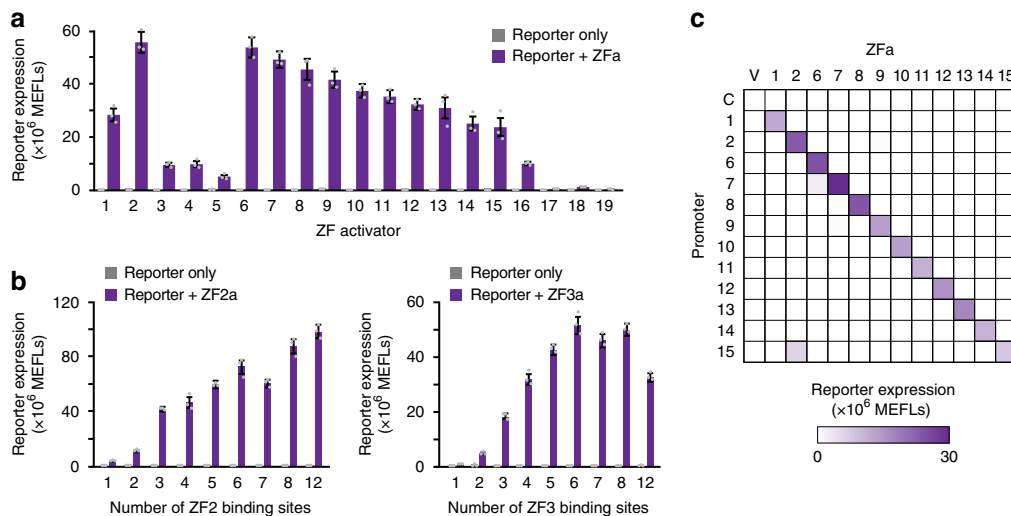 a
Reporter expression
(×10⁶ MEFLs)
60
40
20
0
Reporter only
Reporter + ZFa
1 2 3 4 5 6 7 8 9 10 11 12 13 14 15 16 17 18 19
ZF activator
b
Reporter only
Reporter + ZF2a
Reporter expression
(×10⁶ MEFLs)
120
80
40
0
1 2 3 4 5 6 7 8 12
Number of ZF2 binding sites
Reporter only
Reporter + ZF3a
Reporter expression
(×10⁶ MEFLs)
60
40
20
0
1 2 3 4 5 6 7 8 12
Number of ZF3 binding sites
c
ZFa
V 1 2 6 7 8 9 10 11 12 13 14 15
Promoter
C
1
2
6
7
8
9
10
11
12
13
14
15
Reporter expression
(×10⁶ MEFLs)
0 30